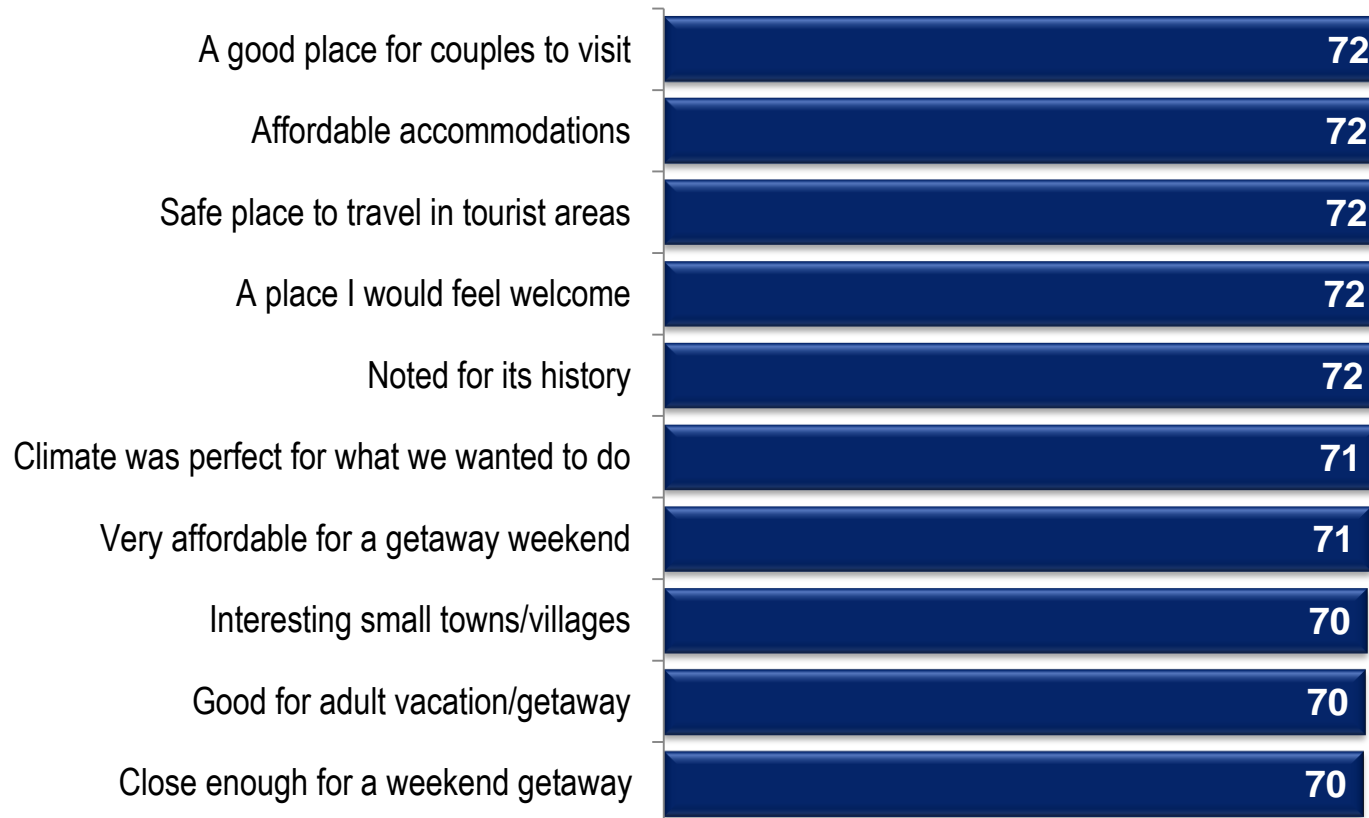 A good place for couples to visit 72
Affordable accommodations 72
Safe place to travel in tourist areas 72
A place I would feel welcome 72
Noted for its history 72
Climate was perfect for what we wanted to do 71
Very affordable for a getaway weekend 71
Interesting small towns/villages 70
Good for adult vacation/getaway 70
Close enough for a weekend getaway 70